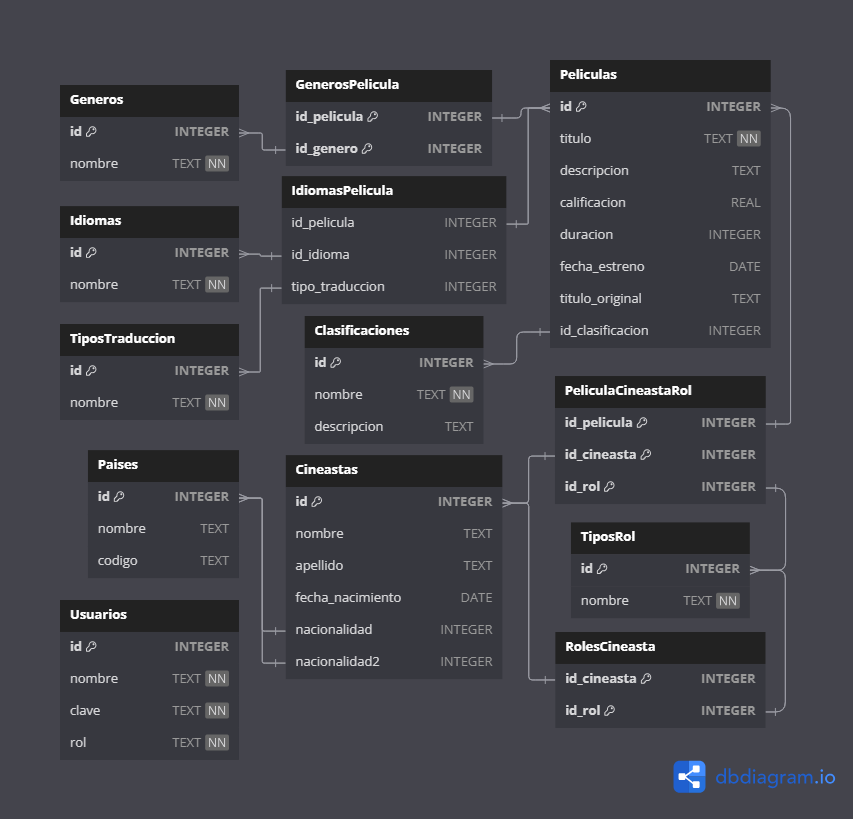 Generos
id INTEGER
nombre TEXT NN
GenerosPelicula
id_pelicula INTEGER
id_genero INTEGER
Peliculas
id INTEGER
titulo TEXT NN
descripcion TEXT
calificacion REAL
duracion INTEGER
fecha_estreno DATE
titulo_original TEXT
id_clasificacion INTEGER
Idiomas
id INTEGER
nombre TEXT NN
IdiomasPelicula
id_pelicula INTEGER
id_idioma INTEGER
tipo_traduccion INTEGER
TiposTraduccion
id INTEGER
nombre TEXT NN
Clasificaciones
id INTEGER
nombre TEXT NN
descripcion TEXT
PeliculaCineastaRol
id_pelicula INTEGER
id_cineasta INTEGER
id_rol INTEGER
Paises
id INTEGER
nombre TEXT
codigo TEXT
Cineastas
id INTEGER
nombre TEXT
apellido TEXT
fecha_nacimiento DATE
nacionalidad INTEGER
nacionalidad2 INTEGER
TiposRol
id INTEGER
nombre TEXT NN
Usuarios
id INTEGER
nombre TEXT NN
clave TEXT NN
rol TEXT NN
RolesCineasta
id_cineasta INTEGER
id_rol INTEGER
dbdiagram.io